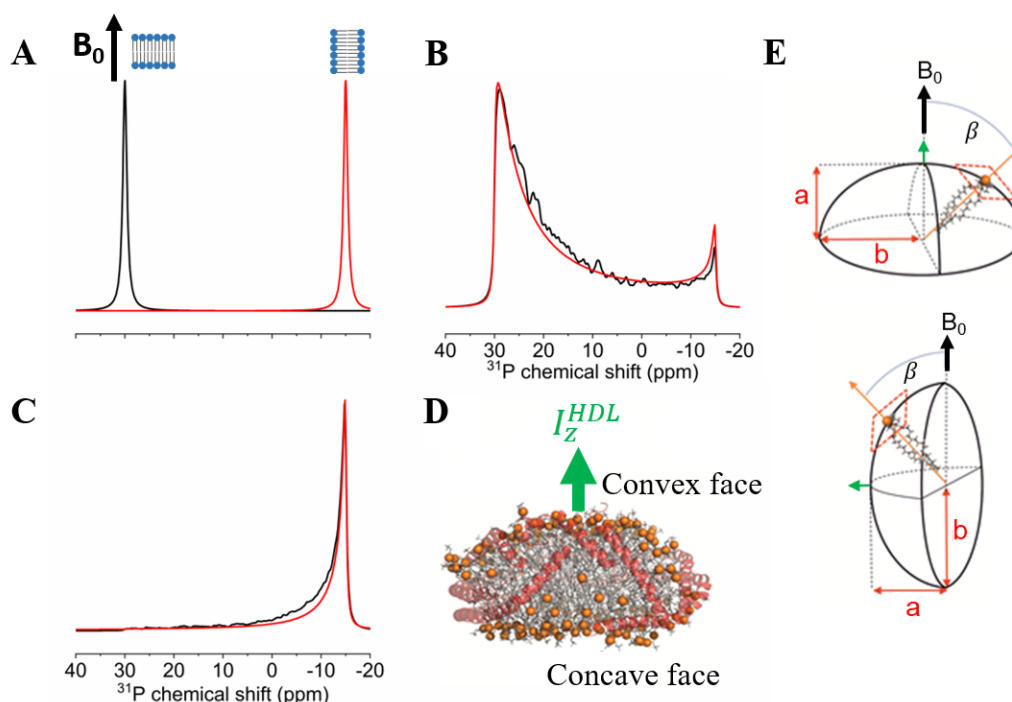 A
B₀
B
40 30 20 10 0 -10 -20
³¹P chemical shift (ppm)
E
B₀
β
a
b
C
40 30 20 10 0 -10 -20
³¹P chemical shift (ppm)
D
I_z^{HDL}
Convex face
Concave face
B₀
β
b
a